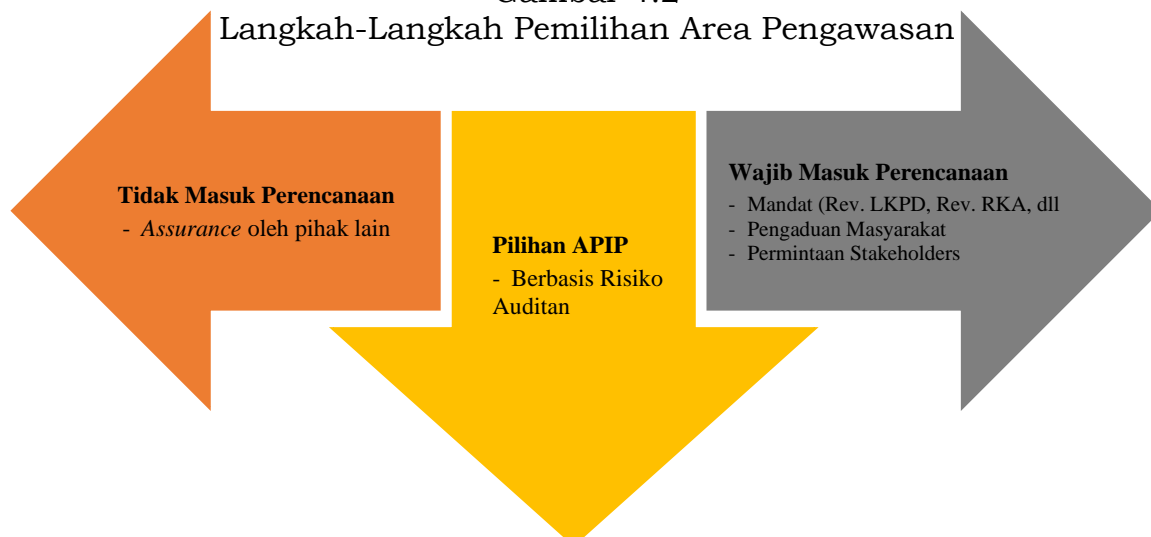 Langkah-Langkah Pemilihan Area Pengawasan
Tidak Masuk Perencanaan
- Assurance oleh pihak lain
Pilihan APIP
- Berbasis Risiko
Auditan
Wajib Masuk Perencanaan
- Mandat (Rev. LKPD, Rev. RKA, dll
- Pengaduan Masyarakat
- Permintaan Stakeholders